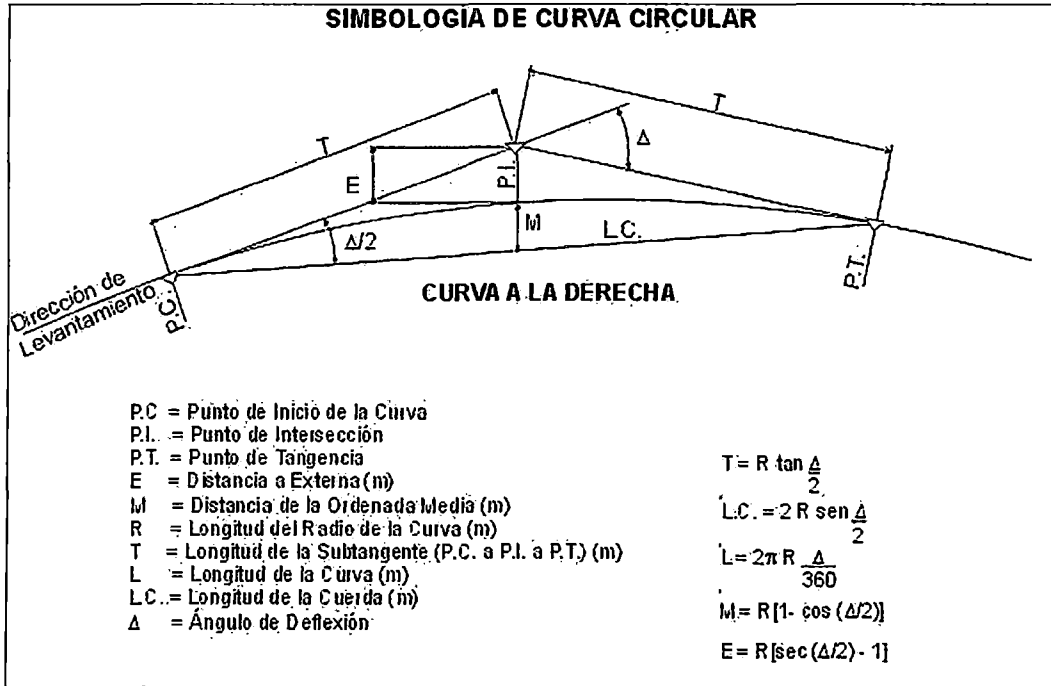 SIMBOLOGÍA DE CURVA CIRCULAR
T
T
Δ
E
P.I.
M
L.C.
Δ/2
P.T.
CURVA A LA DERECHA
Dirección de
Levantamiento
P.C.
P.C = Punto de Inicio de la Curva
P.I. = Punto de Intersección
P.T. = Punto de Tangencia
E = Distancia a Externa (m)
M = Distancia de la Ordenada Media (m)
R = Longitud del Radio de la Curva (m)
T = Longitud de la Subtangente (P.C. a P.I. a P.T.) (m)
L = Longitud de la Curva (m)
L.C. = Longitud de la Cuerda (m)
Δ = Ángulo de Deflexión
T = R tan Δ
2
L.C. = 2 R sen Δ
2
L = 2π R Δ
360
M = R [1- cos (Δ/2)]
E = R [sec (Δ/2) - 1]